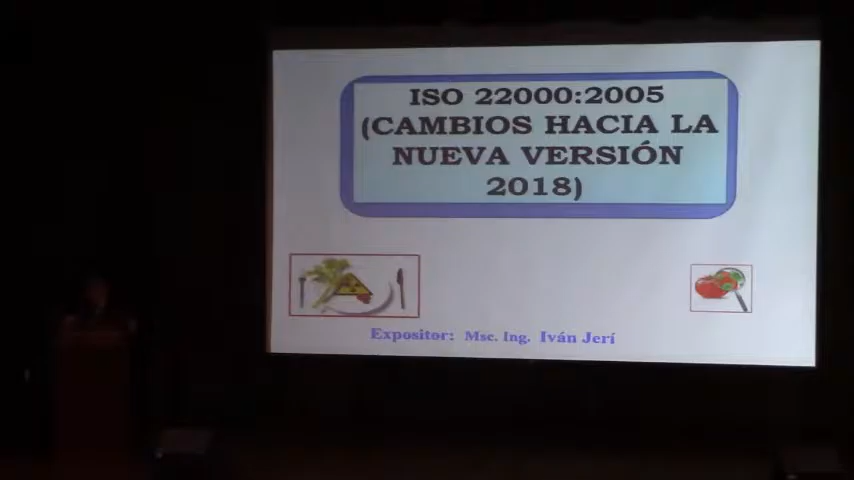 ISO 22000:2005
(CAMBIOS HACIA LA
NUEVA VERSIÓN
2018)
Expositor: Msc. Ing. Iván Jerí